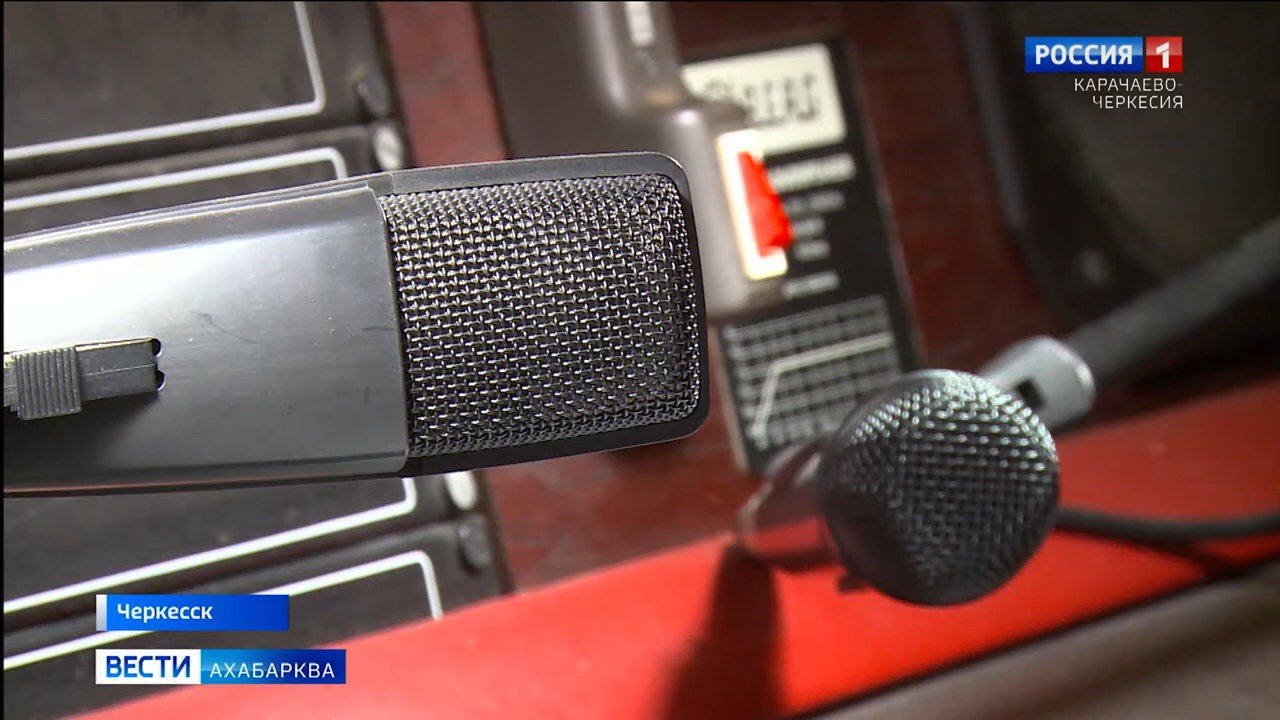 РОССИЯ 1
КАРАЧАЕВО-
ЧЕРКЕСИЯ
Черкесск
ВЕСТИ АХАБАРКВА